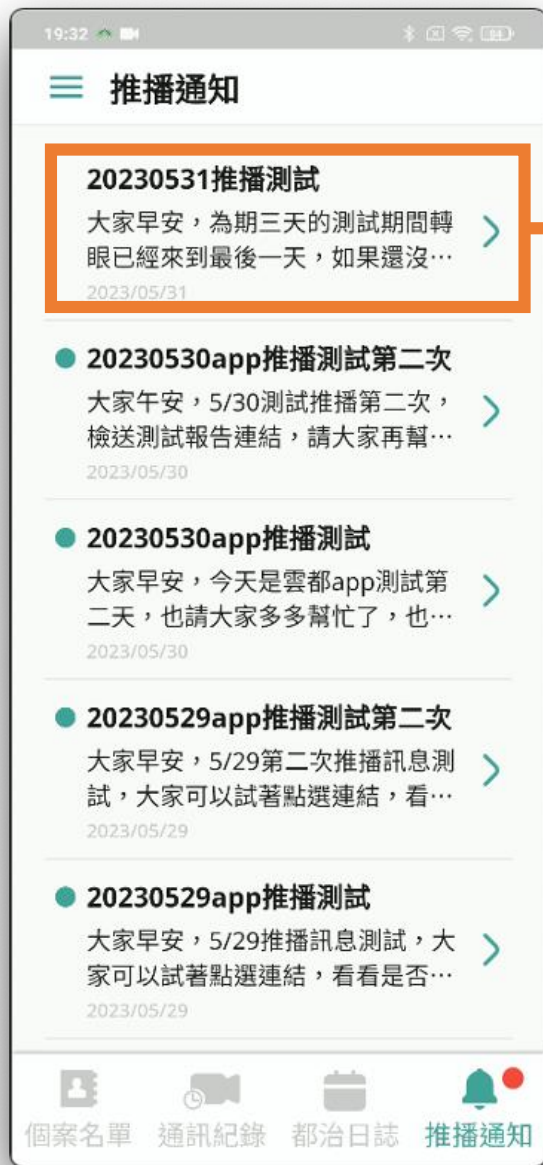 19:32
84
推播通知
20230531推播測試
大家早安，為期三天的測試期間轉
眼已經來到最後一天，如果還沒…
2023/05/31
20230530app推播測試第二次
大家午安，5/30測試推播第二次，
檢送測試報告連結，請大家再幫…
2023/05/30
20230530app推播測試
大家早安，今天是雲都app測試第
二天，也請大家多多幫忙了，也…
2023/05/30
20230529app推播測試第二次
大家早安，5/29第二次推播訊息測
試，大家可以試著點選連結，看…
2023/05/29
20230529app推播測試
大家早安，5/29推播訊息測試，大
家可以試著點選連結，看看是否…
2023/05/29
個案名單 通訊紀錄 都治日誌 推播通知